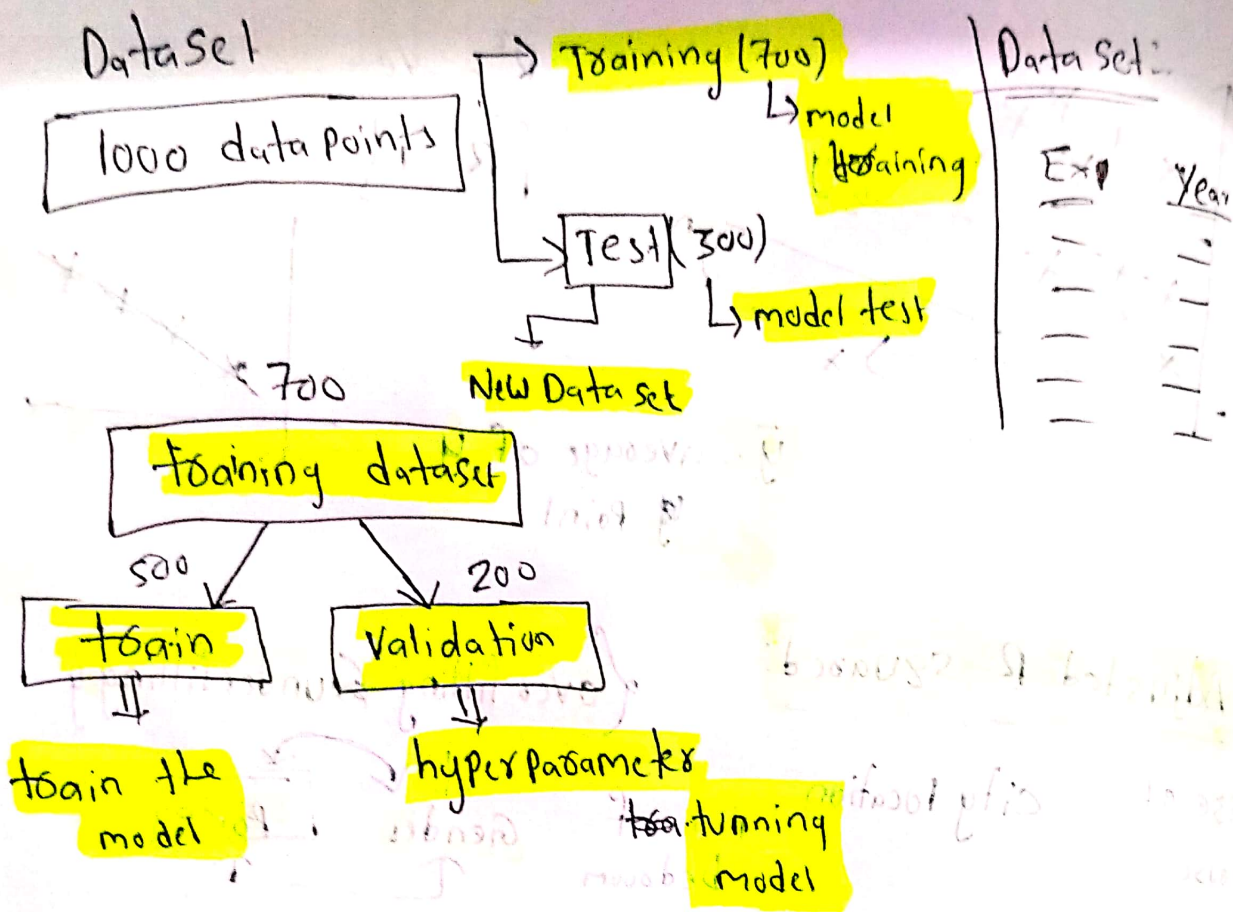 Dataset
1000 data points
Training (700)
model
training
Test (300)
model test
New Data set
Data set:
Exp Year
700
training dataset
500
200
train
Validation
train the
model
hyperparameter
tunning
model